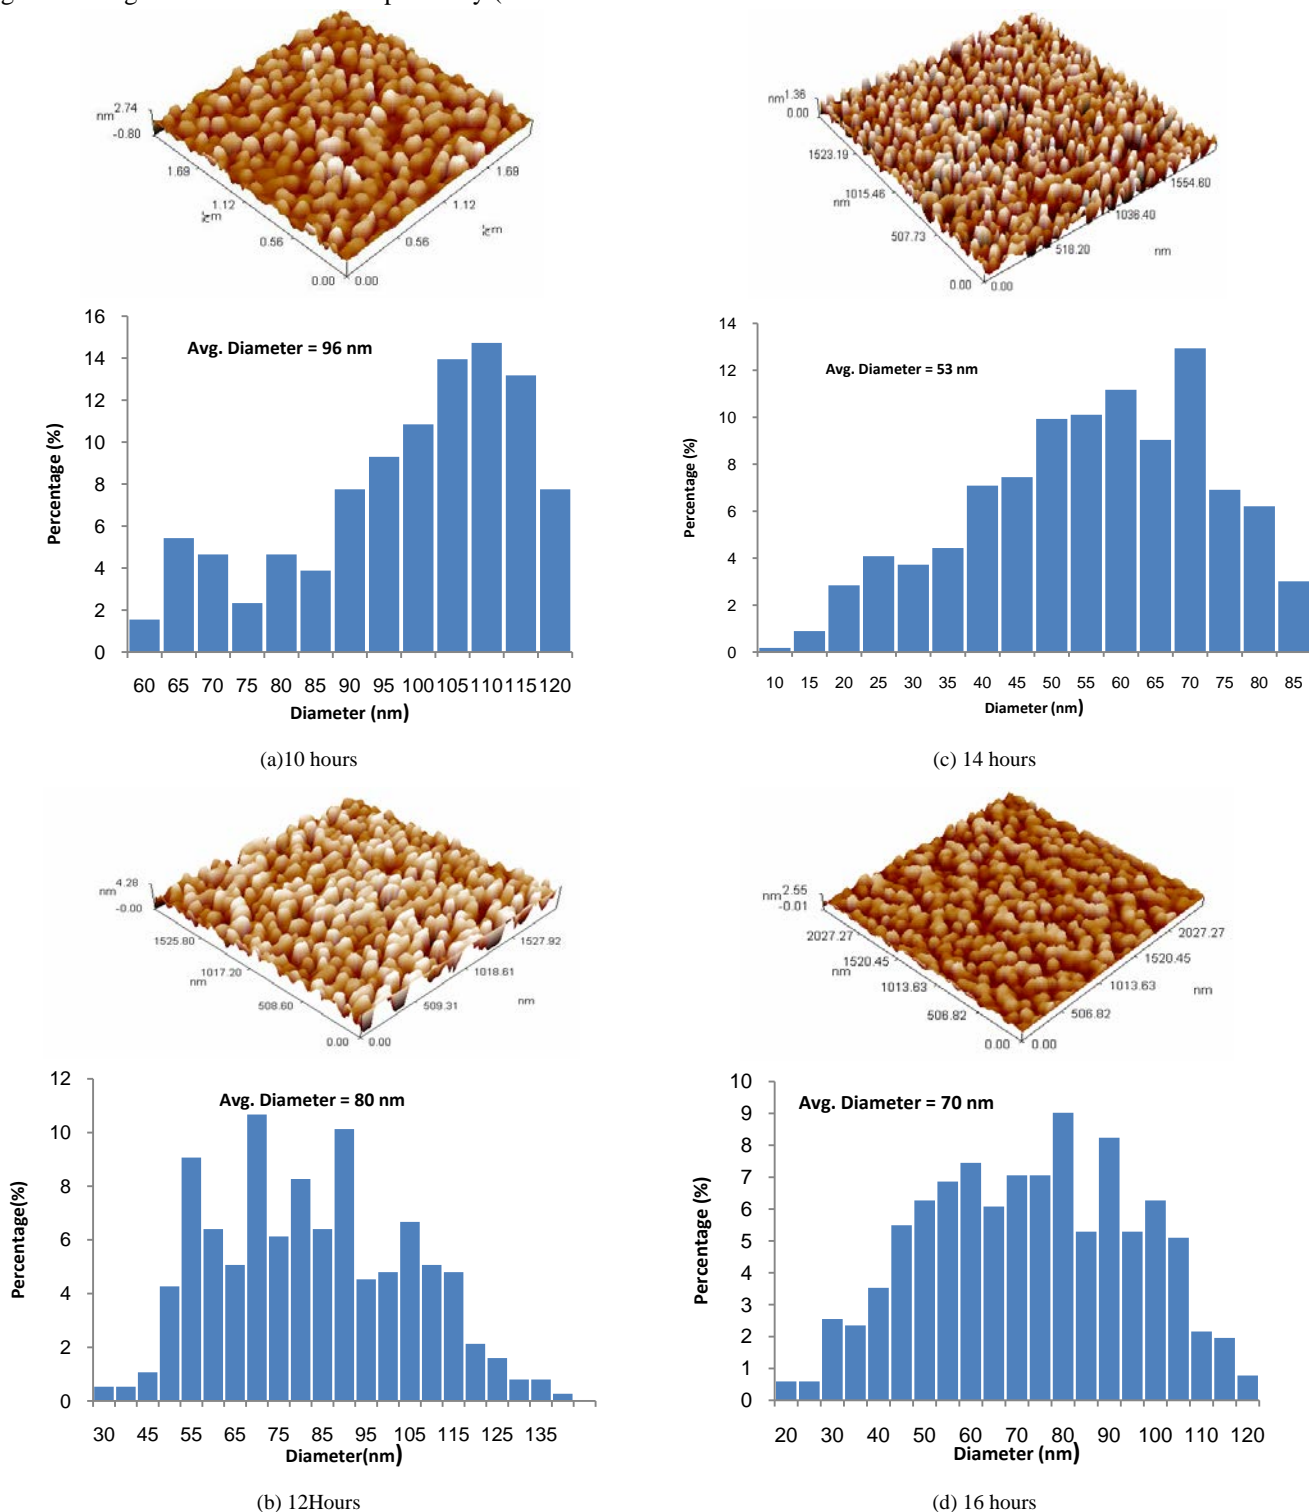 nm 2.74
-0.80
1.69
1.12
0.56
0.00
0.00
0.56
1.12
1.69
16
14
12
10
8
6
4
2
0
Percentage (%)
Avg. Diameter = 96 nm
60 65 70 75 80 85 90 95 100 105 110 115 120
Diameter (nm)
(a)10 hours
nm 1.36
0.00
1523.19
1015.46
nm
507.73
0.00
0.00
518.20
1036.40
1554.60
nm
14
12
10
8
6
4
2
0
Percentage (%)
Avg. Diameter = 53 nm
10 15 20 25 30 35 40 45 50 55 60 65 70 75 80 85
Diameter (nm)
(c) 14 hours
nm 4.28
-0.00
1525.80
1017.20
nm
508.60
0.00
0.00
509.31
1018.61
1527.92
nm
12
10
8
6
4
2
0
Percentage(%)
Avg. Diameter = 80 nm
30 45 55 65 70 80 90 95 105 115 125 135
Diameter(nm)
(b) 12Hours
nm 2.55
-0.01
2027.27
1520.45
nm
1013.63
506.82
0.00
0.00
506.82
1013.63
1520.45
2027.27
nm
10
9
8
7
6
5
4
3
2
1
0
Percentage (%)
Avg. Diameter = 70 nm
20 30 40 50 60 70 80 90 100 110 120
Diameter (nm)
(d) 16 hours